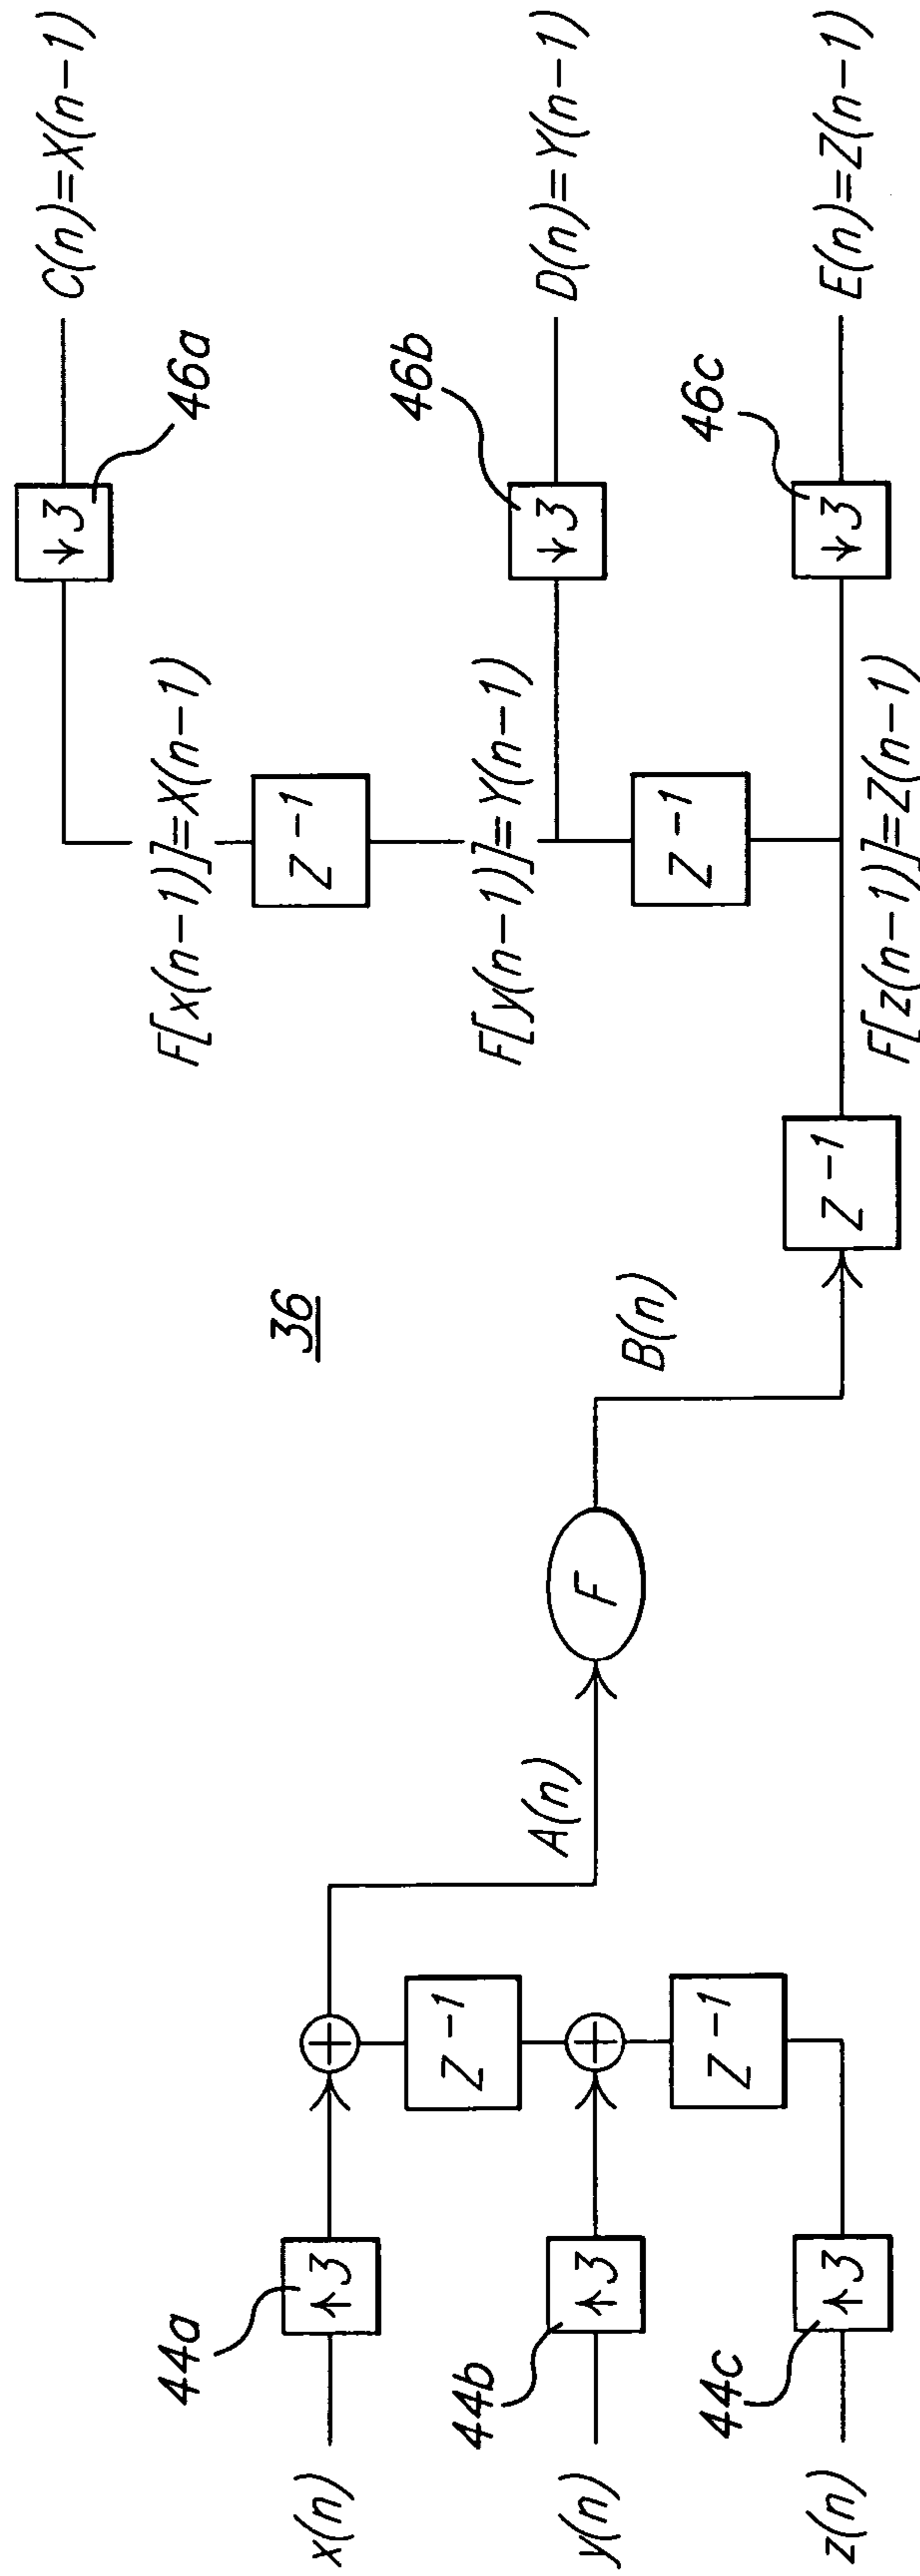 36
x(n)
44a
↑3
y(n)
44b
↑3
z(n)
44c
↑3
+
Z⁻¹
+
Z⁻¹
A(n)
F
B(n)
Z⁻¹
F[x(n-1)]=X(n-1)
Z⁻¹
F[y(n-1)]=Y(n-1)
Z⁻¹
F[z(n-1)]=Z(n-1)
↓3
46a
C(n)=X(n-1)
↓3
46b
D(n)=Y(n-1)
↓3
46c
E(n)=Z(n-1)